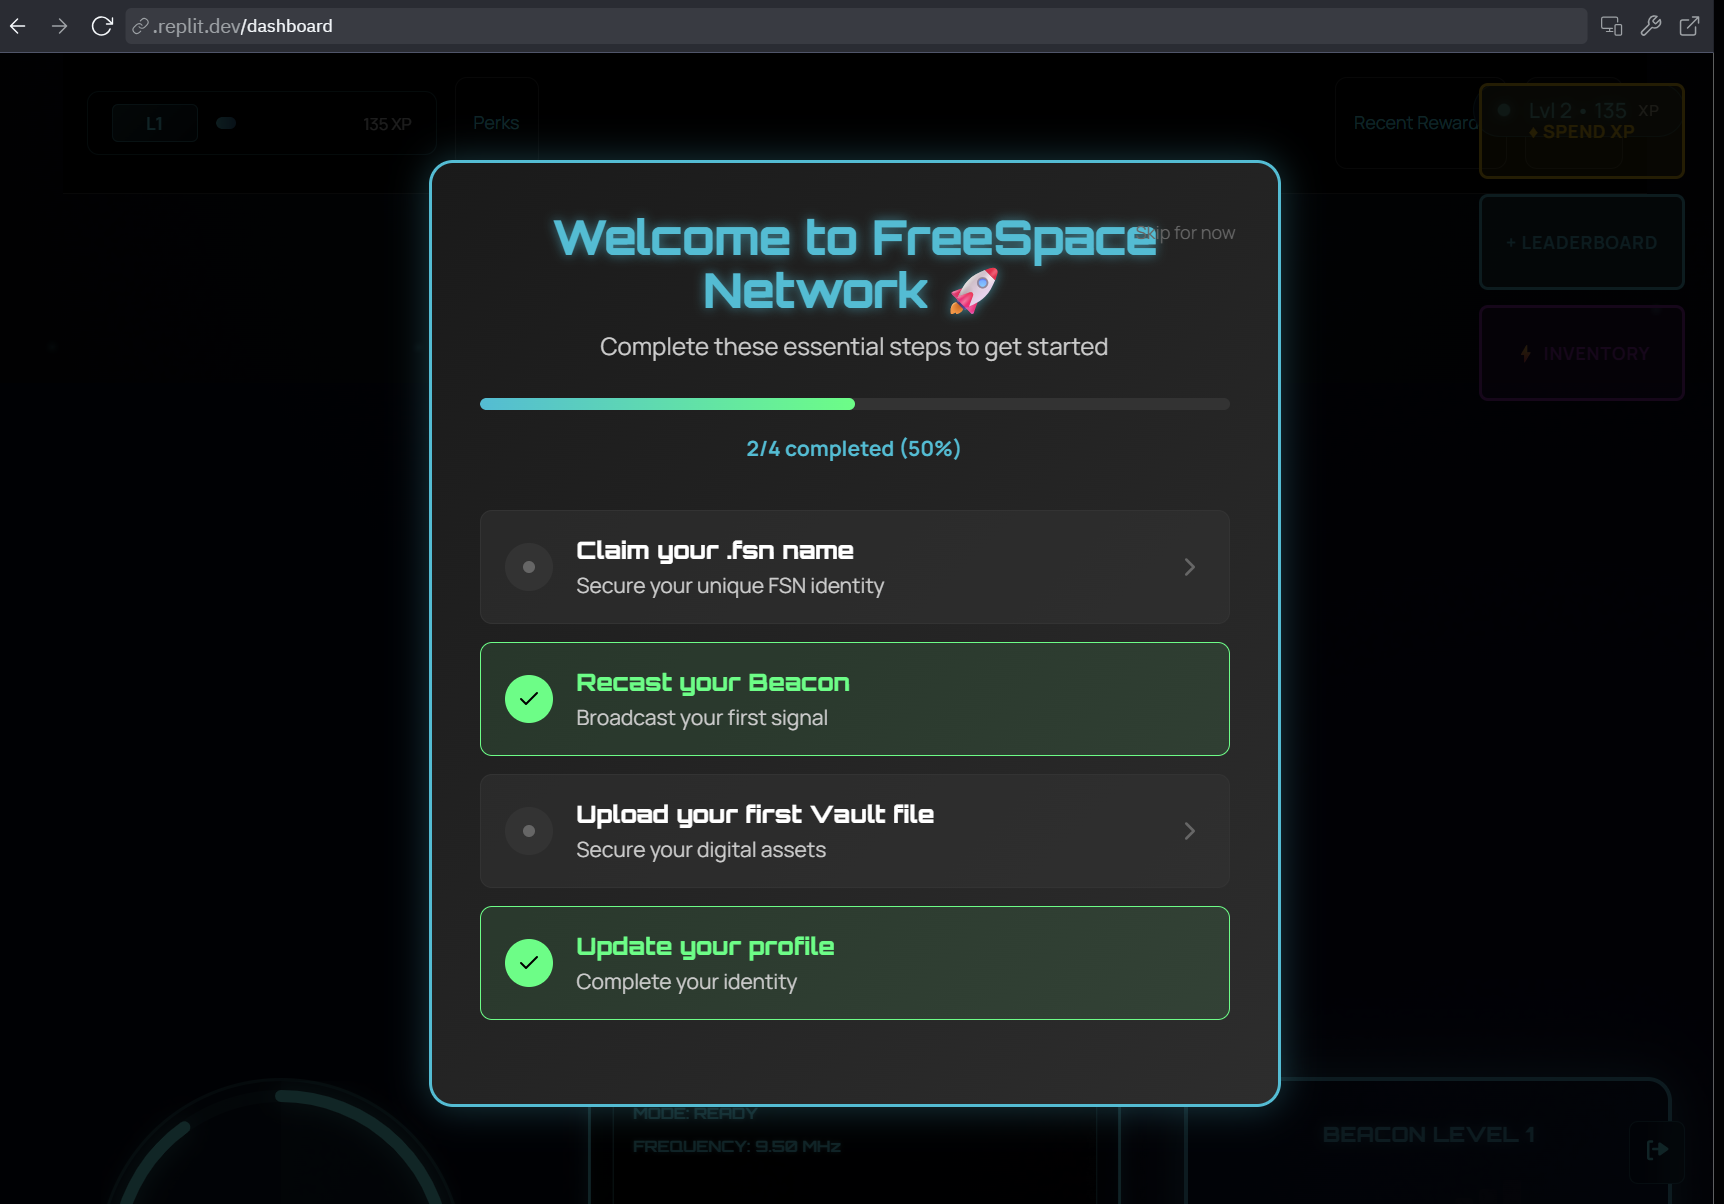 .replit.dev/dashboard
L1
135 XP
Perks
Recent Reward
Lvl 2 • 135 XP
♦ SPEND XP
+ LEADERBOARD
⚡ INVENTORY
Welcome to FreeSpace
Network 🚀
Skip for now
Complete these essential steps to get started
2/4 completed (50%)
Claim your .fsn name
Secure your unique FSN identity
Recast your Beacon
Broadcast your first signal
Upload your first Vault file
Secure your digital assets
Update your profile
Complete your identity
MODE: READY
FREQUENCY: 9.50 MHz
BEACON LEVEL 1